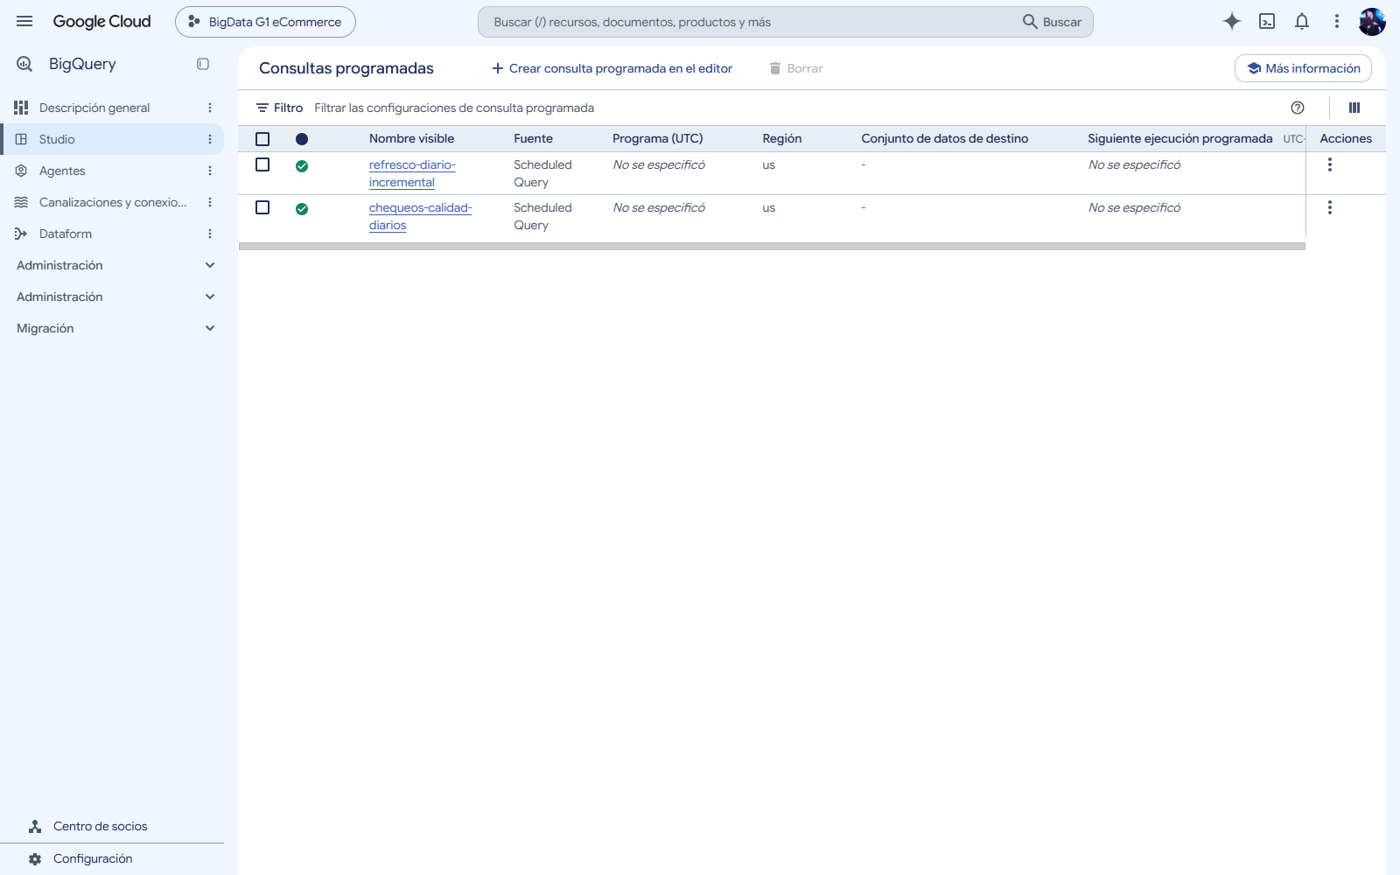 Google Cloud
BigData G1 eCommerce
Buscar (/) recursos, documentos, productos y más
Buscar
BigQuery
Consultas programadas
Crear consulta programada en el editor
Borrar
Más información
Descripción general
Filtro
Filtrar las configuraciones de consulta programada
Studio
Nombre visible
Fuente
Programa (UTC)
Región
Conjunto de datos de destino
Siguiente ejecución programada
UTC-
Acciones
refresco-diario-
incremental
Scheduled
Query
No se especificó
us
-
No se especificó
chequeos-calidad-
diarios
Scheduled
Query
No se especificó
us
-
No se especificó
Agentes
Canalizaciones y conexio...
Dataform
Administración
Administración
Migración
Centro de socios
Configuración